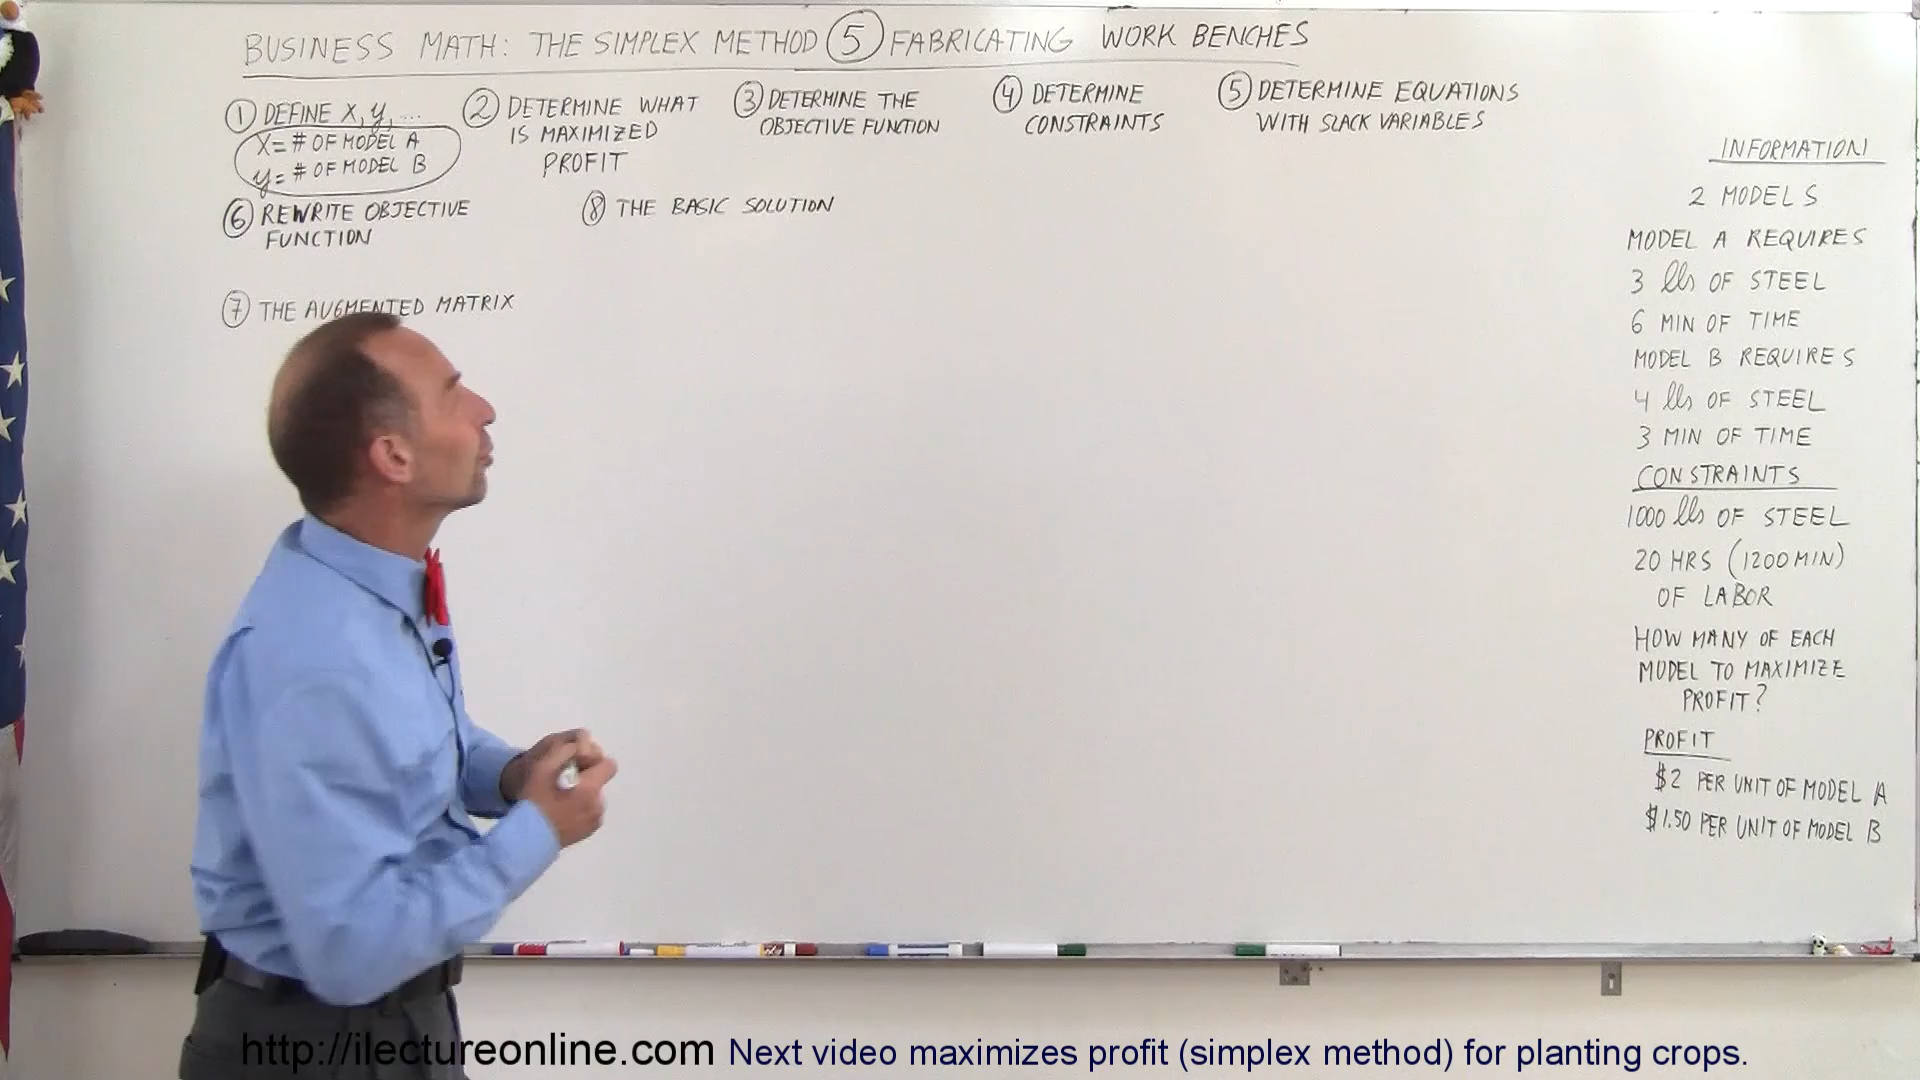 BUSINESS MATH: THE SIMPLEX METHOD 5 FABRICATING WORK BENCHES
1 DEFINE X, y, ...
X = # OF MODEL A
y = # OF MODEL B
2 DETERMINE WHAT
IS MAXIMIZED
PROFIT
3 DETERMINE THE
OBJECTIVE FUNCTION
4 DETERMINE
CONSTRAINTS
5 DETERMINE EQUATIONS
WITH SLACK VARIABLES
6 REWRITE OBJECTIVE
FUNCTION
8 THE BASIC SOLUTION
7 THE AUGMENTED MATRIX
INFORMATION
2 MODELS
MODEL A REQUIRES
3 lbs OF STEEL
6 MIN OF TIME
MODEL B REQUIRES
4 lbs OF STEEL
3 MIN OF TIME
CONSTRAINTS
1000 lbs OF STEEL
20 HRS (1200 MIN)
OF LABOR
HOW MANY OF EACH
MODEL TO MAXIMIZE
PROFIT?
PROFIT
$2 PER UNIT OF MODEL A
$1.50 PER UNIT OF MODEL B
http://ilectureonline.com Next video maximizes profit (simplex method) for planting crops.